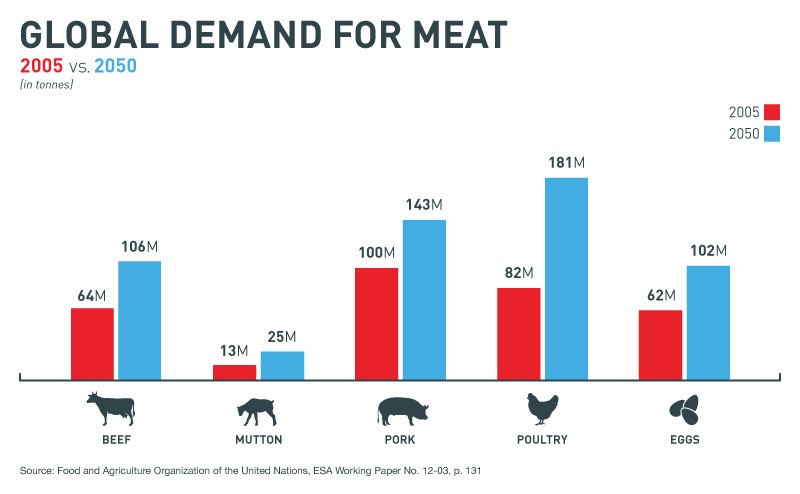 GLOBAL DEMAND FOR MEAT
2005 VS. 2050
(in tonnes)
2005
2050
64M
106M
13M
25M
100M
143M
82M
181M
62M
102M
BEEF
MUTTON
PORK
POULTRY
EGGS
Source: Food and Agriculture Organization of the United Nations, ESA Working Paper No. 12-03, p. 131